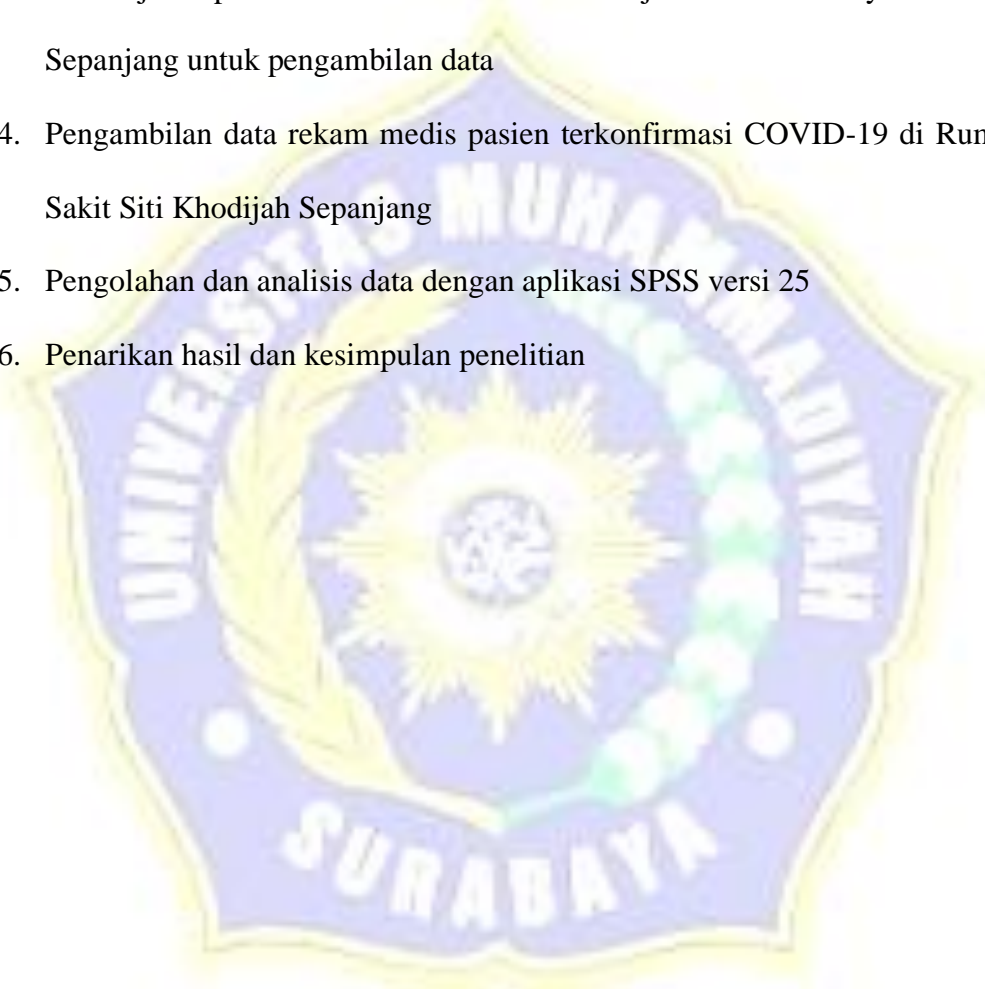 Sepanjang untuk pengambilan data
4. Pengambilan data rekam medis pasien terkonfirmasi COVID-19 di
Sakit Siti Khodijah Sepanjang
5. Pengolahan dan analisis data dengan aplikasi SPSS versi 25
6. Penarikan hasil dan kesimpulan penelitian
UNIVERSITAS MUHAMMADIYAH
SURABAYA